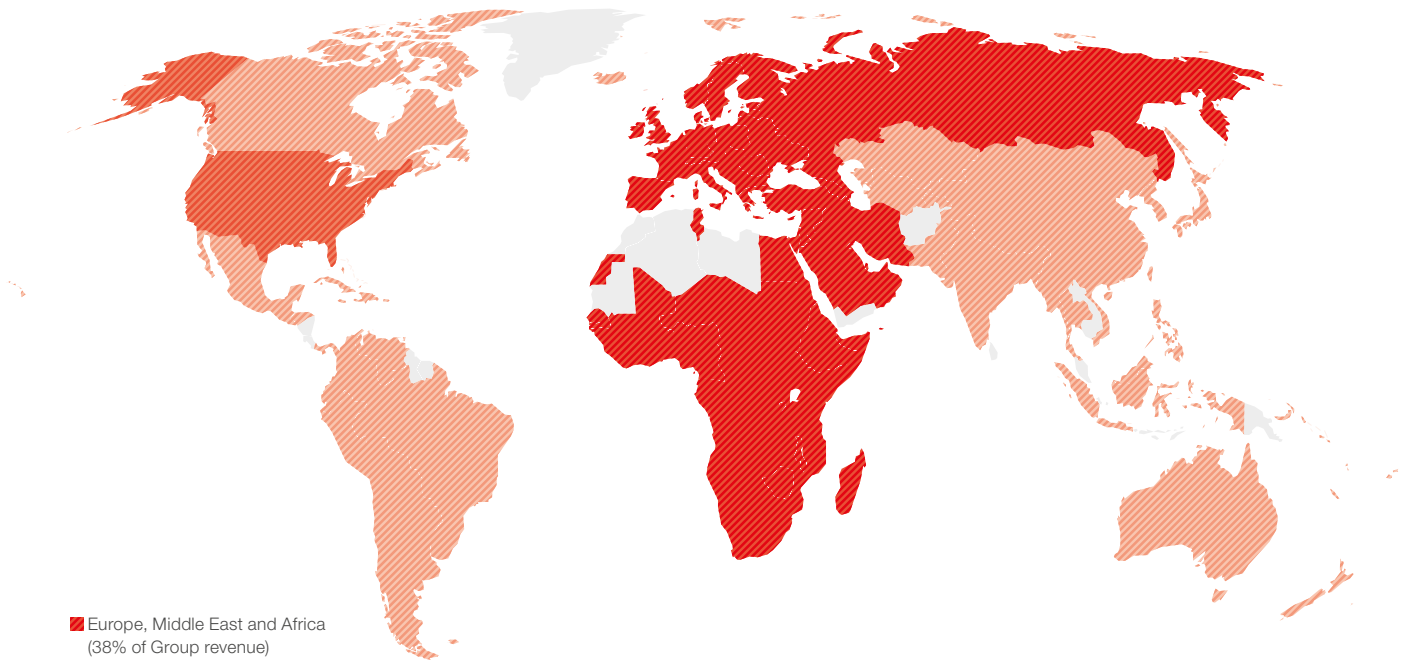 Europe, Middle East and Africa
(38% of Group revenue)